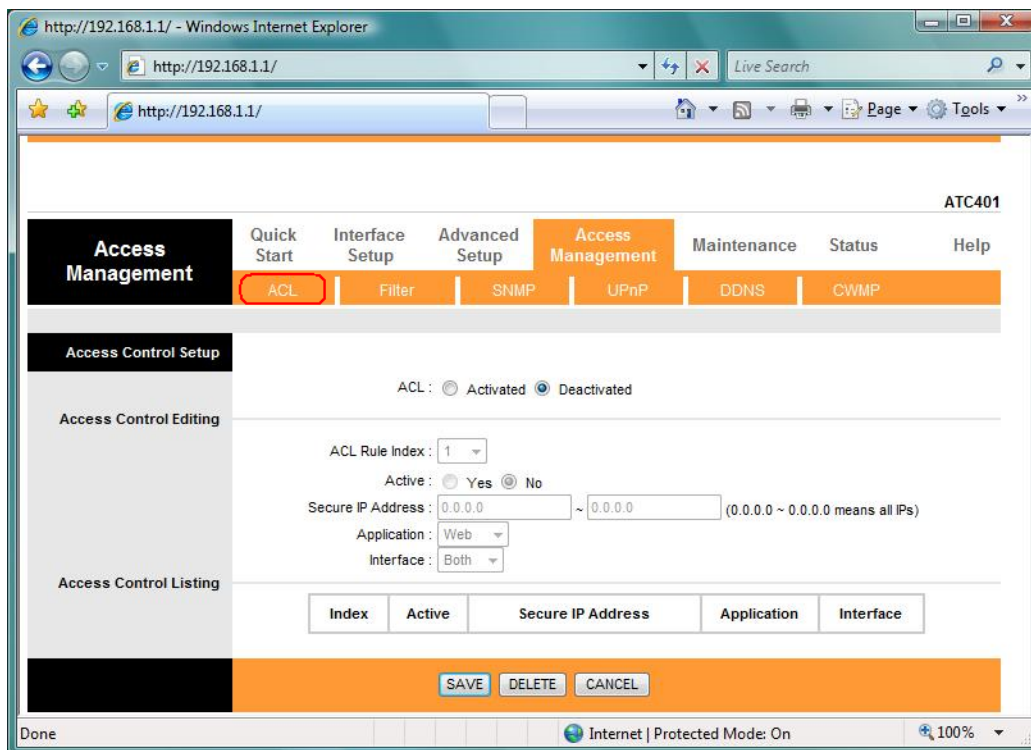 http://192.168.1.1/ - Windows Internet Explorer
http://192.168.1.1/
Live Search
http://192.168.1.1/
Page
Tools
ATC401
Access Management
Quick Start
Interface Setup
Advanced Setup
Access Management
Maintenance
Status
Help
ACL
Filter
SNMP
UPnP
DDNS
CWMP
Access Control Setup
ACL : Activated Deactivated
Access Control Editing
ACL Rule Index : 1
Active : Yes No
Secure IP Address : 0.0.0.0 ~ 0.0.0.0 (0.0.0.0 ~ 0.0.0.0 means all IPs)
Application : Web
Interface : Both
Access Control Listing
Index Active Secure IP Address Application Interface
SAVE DELETE CANCEL
Done
Internet | Protected Mode: On
100%